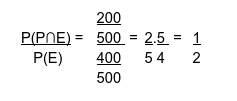 200
P(P∩E) = 500 = 2.5 = 1
P(E) 400 5 4 2
500